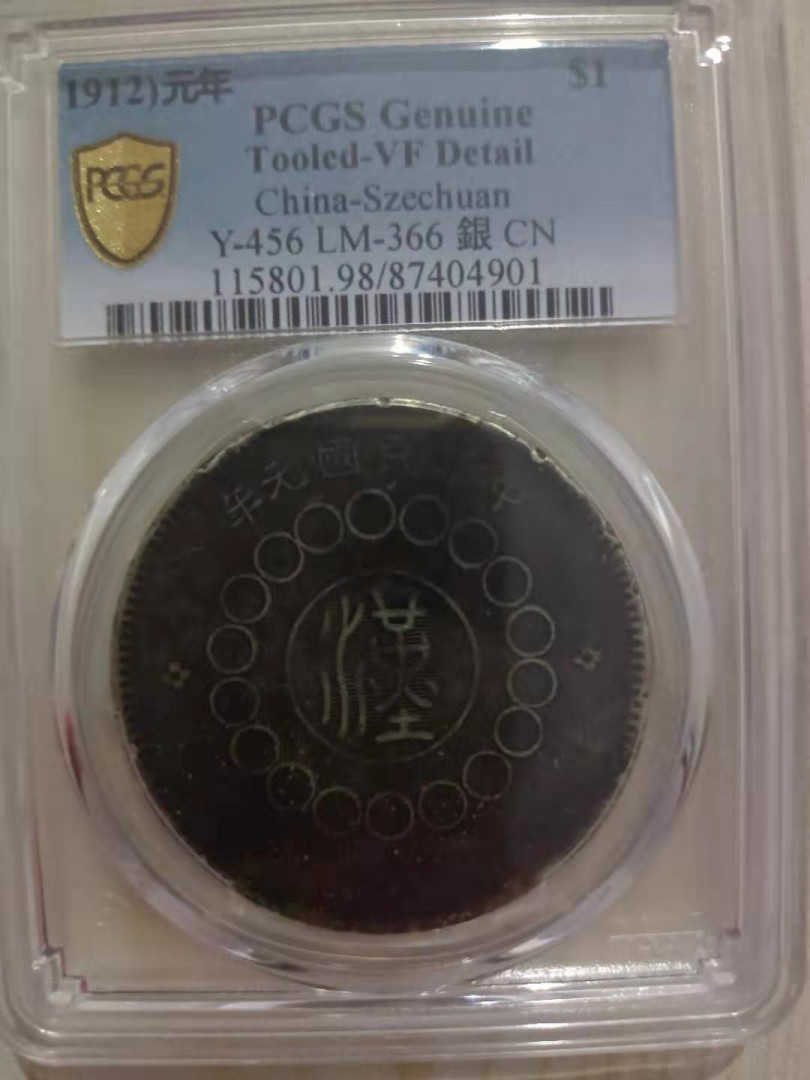 1912)元年 $1
PCGS Genuine
Tooled-VF Detail
PCGS
China-Szechuan
Y-456 LM-366 銀 CN
115801.98/87404901
民國元年
漢